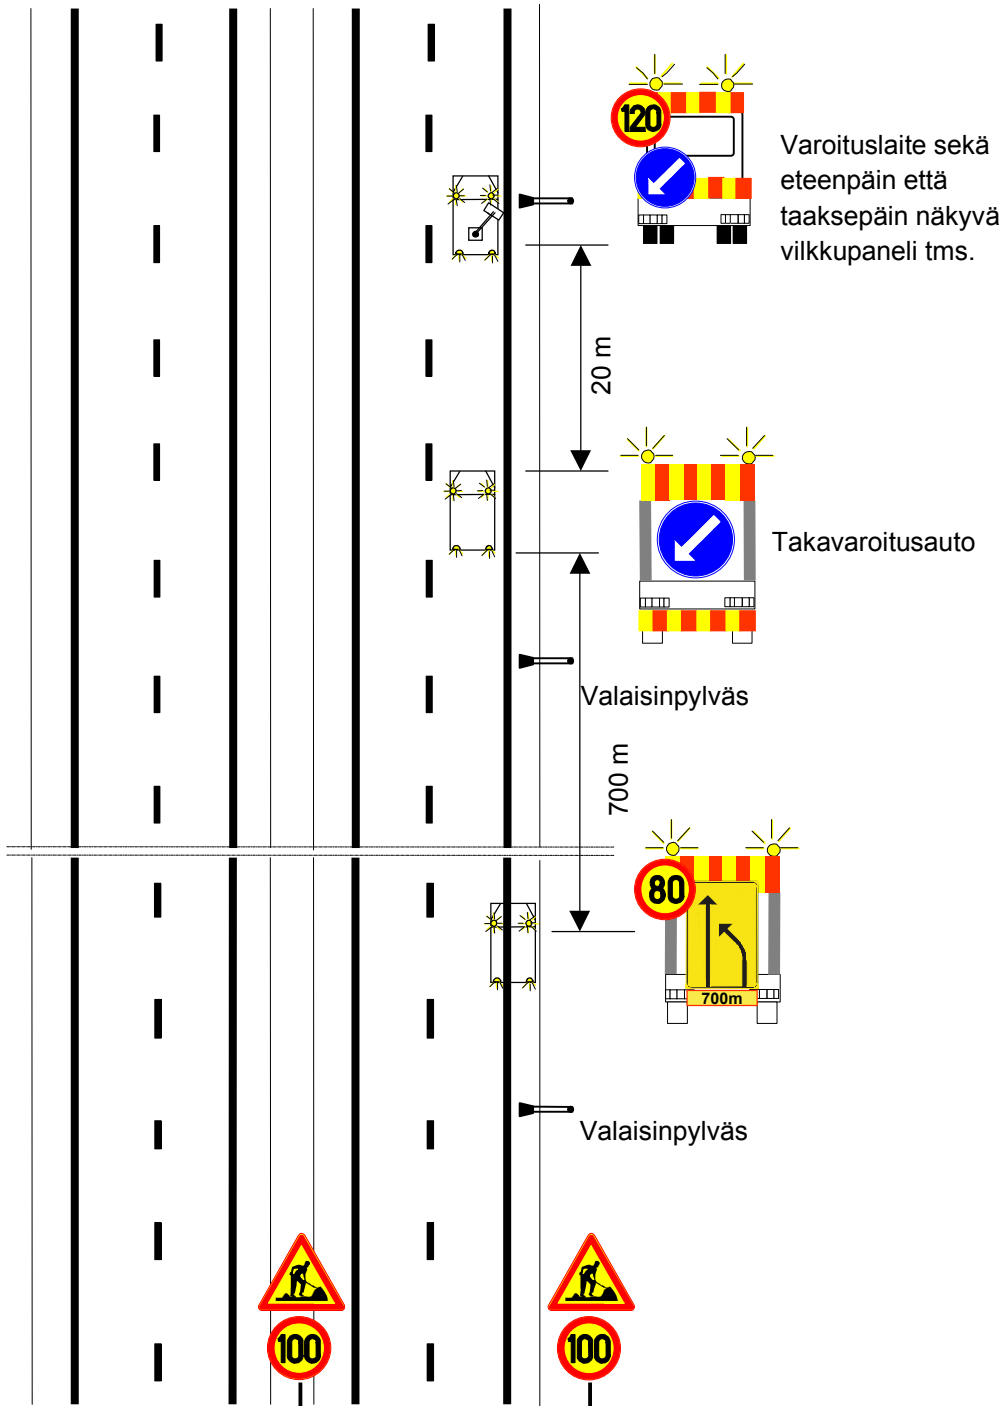 120
Varoituslaite sekä
eteenpäin että
taaksepäin näkyvä
vilkkupaneli tms.
20 m
Takavaroitusauto
Valaisinpylväs
700 m
80
700m
Valaisinpylväs
100
100